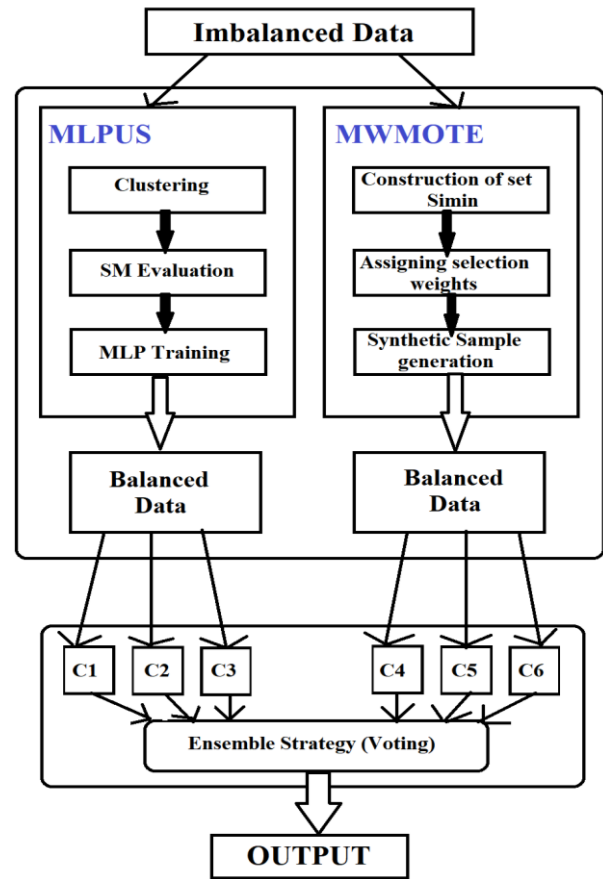 Imbalanced Data
MLPUS
Clustering
SM Evaluation
MLP Training
Balanced
Data
MWMOTE
Construction of set
Simin
Assigning selection
weights
Synthetic Sample
generation
Balanced
Data
C1
C2
C3
C4
C5
C6
Ensemble Strategy (Voting)
OUTPUT